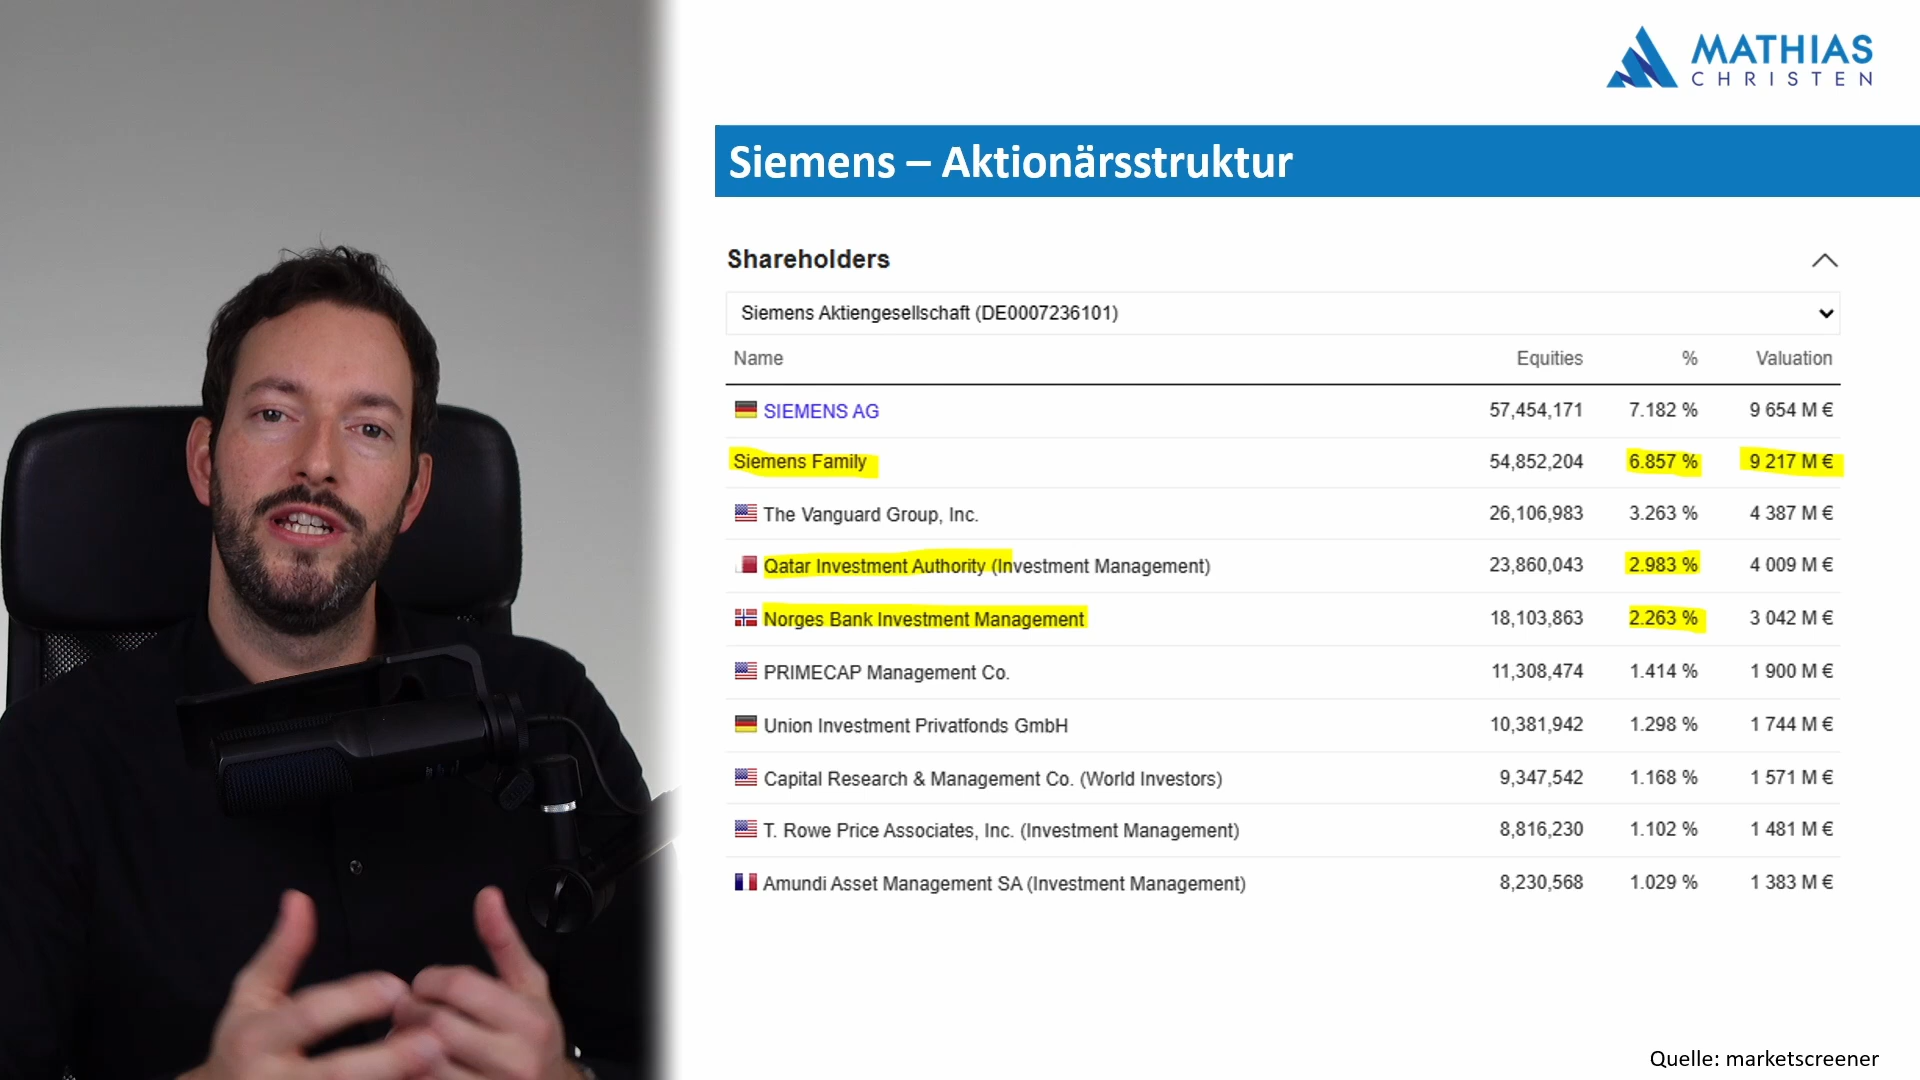 MATHIAS
CHRISTEN
Siemens – Aktionärsstruktur
Shareholders
Siemens Aktiengesellschaft (DE0007236101)
Name Equities % Valuation
SIEMENS AG 57,454,171 7.182 % 9 654 M €
Siemens Family 54,852,204 6.857 % 9 217 M €
The Vanguard Group, Inc. 26,106,983 3.263 % 4 387 M €
Qatar Investment Authority (Investment Management) 23,860,043 2.983 % 4 009 M €
Norges Bank Investment Management 18,103,863 2.263 % 3 042 M €
PRIMECAP Management Co. 11,308,474 1.414 % 1 900 M €
Union Investment Privatfonds GmbH 10,381,942 1.298 % 1 744 M €
Capital Research & Management Co. (World Investors) 9,347,542 1.168 % 1 571 M €
T. Rowe Price Associates, Inc. (Investment Management) 8,816,230 1.102 % 1 481 M €
Amundi Asset Management SA (Investment Management) 8,230,568 1.029 % 1 383 M €
Quelle: marketscreener